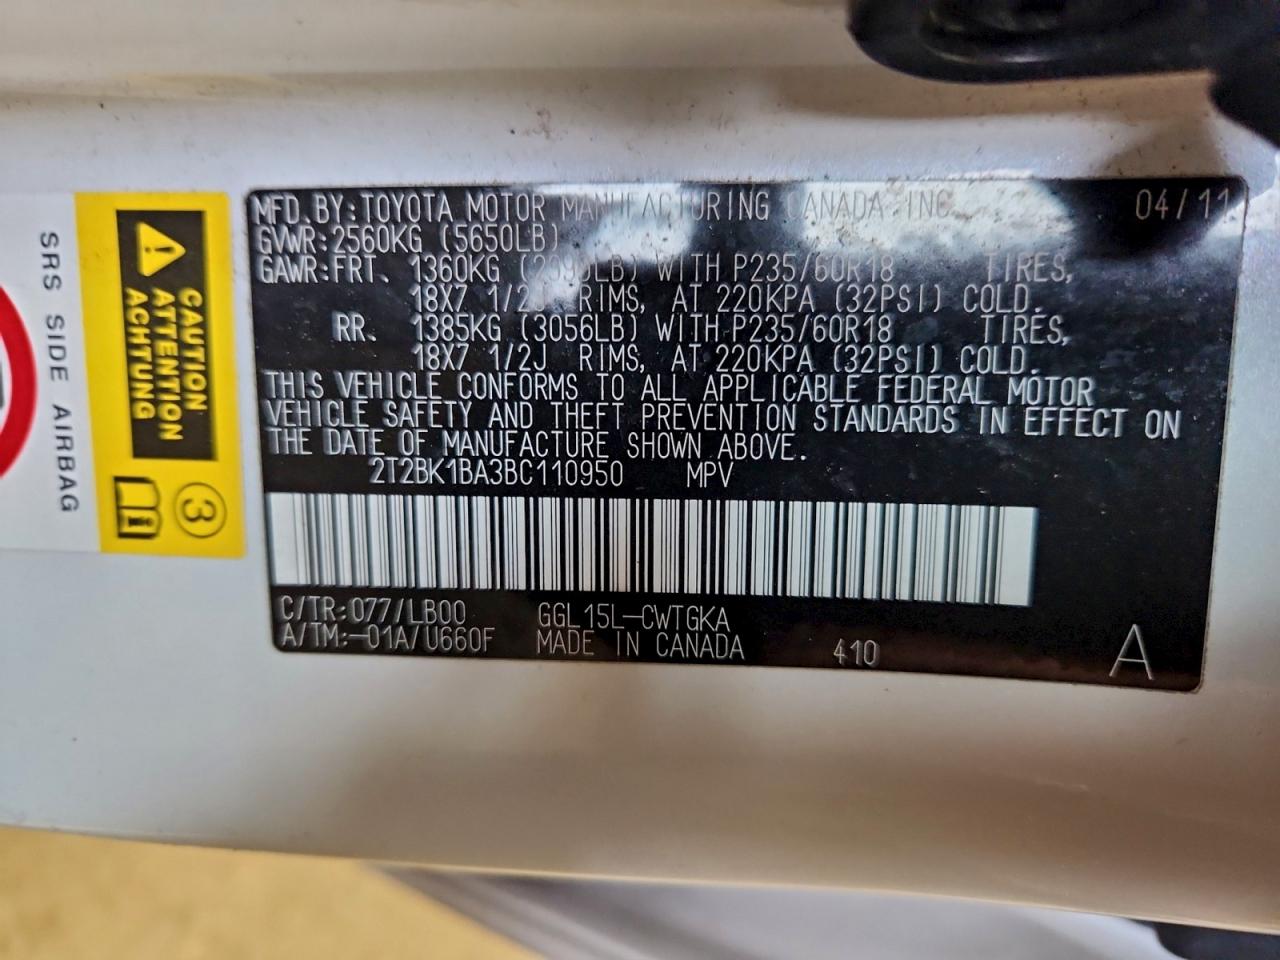 MFD.BY:TOYOTA MOTOR MANUFACTURING CANADA INC. 04/11
GVWR:2560KG (5650LB)
GAWR:FRT. 1360KG (2998LB) WITH P235/60R18 TIRES,
18X7 1/2J RIMS, AT 220KPA (32PSI) COLD.
RR. 1385KG (3056LB) WITH P235/60R18 TIRES,
18X7 1/2J RIMS, AT 220KPA (32PSI) COLD.
THIS VEHICLE CONFORMS TO ALL APPLICABLE FEDERAL MOTOR
VEHICLE SAFETY AND THEFT PREVENTION STANDARDS IN EFFECT ON
THE DATE OF MANUFACTURE SHOWN ABOVE.
2T2BK1BA3BC110950 MPV
C/TR:077/LB00 GGL15L-CWTGKA
A/TM:-01A/U660F MADE IN CANADA 410 A
CAUTION
ATTENTION
ACHTUNG
3
SRS SIDE AIRBAG